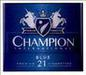 CHAMPION
INTERNATIONAL
BLUE
21